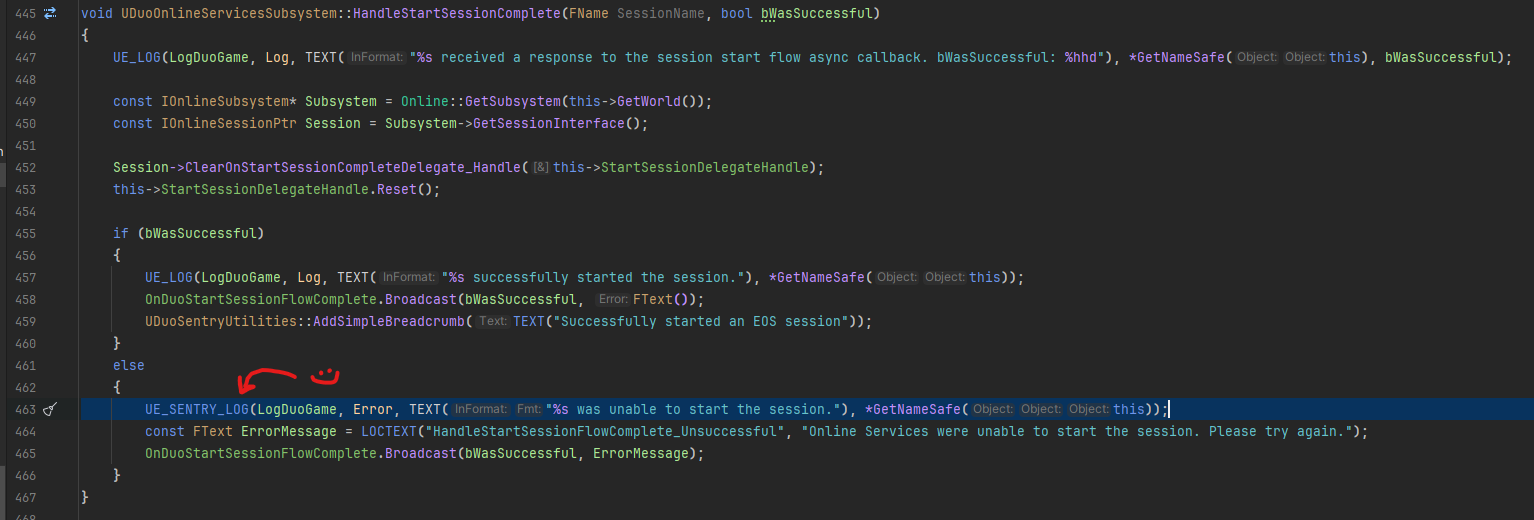 445 void UDuoOnlineServicesSubsystem::HandleStartSessionComplete(FName SessionName, bool bWasSuccessful)
446 {
447 UE_LOG(LogDuoGame, Log, TEXT( InFormat: "%s received a response to the session start flow async callback. bWasSuccessful: %hhd"), *GetNameSafe( Object: Object: this), bWasSuccessful);
448
449 const IOnlineSubsystem* Subsystem = Online::GetSubsystem(this->GetWorld());
450 const IOnlineSessionPtr Session = Subsystem->GetSessionInterface();
451
452 Session->ClearOnStartSessionCompleteDelegate_Handle( [&] this->StartSessionDelegateHandle);
453 this->StartSessionDelegateHandle.Reset();
454
455 if (bWasSuccessful)
456 {
457 UE_LOG(LogDuoGame, Log, TEXT( InFormat: "%s successfully started the session."), *GetNameSafe( Object: Object: this));
458 OnDuoStartSessionFlowComplete.Broadcast(bWasSuccessful, Error: FText());
459 UDuoSentryUtilities::AddSimpleBreadcrumb( Text: TEXT("Successfully started an EOS session"));
460 }
461 else
462 {
463 UE_SENTRY_LOG(LogDuoGame, Error, TEXT( InFormat: Fmt: "%s was unable to start the session."), *GetNameSafe( Object: Object: Object: this));
464 const FText ErrorMessage = LOCTEXT("HandleStartSessionFlowComplete_Unsuccessful", "Online Services were unable to start the session. Please try again.");
465 OnDuoStartSessionFlowComplete.Broadcast(bWasSuccessful, ErrorMessage);
466 }
467 }
468